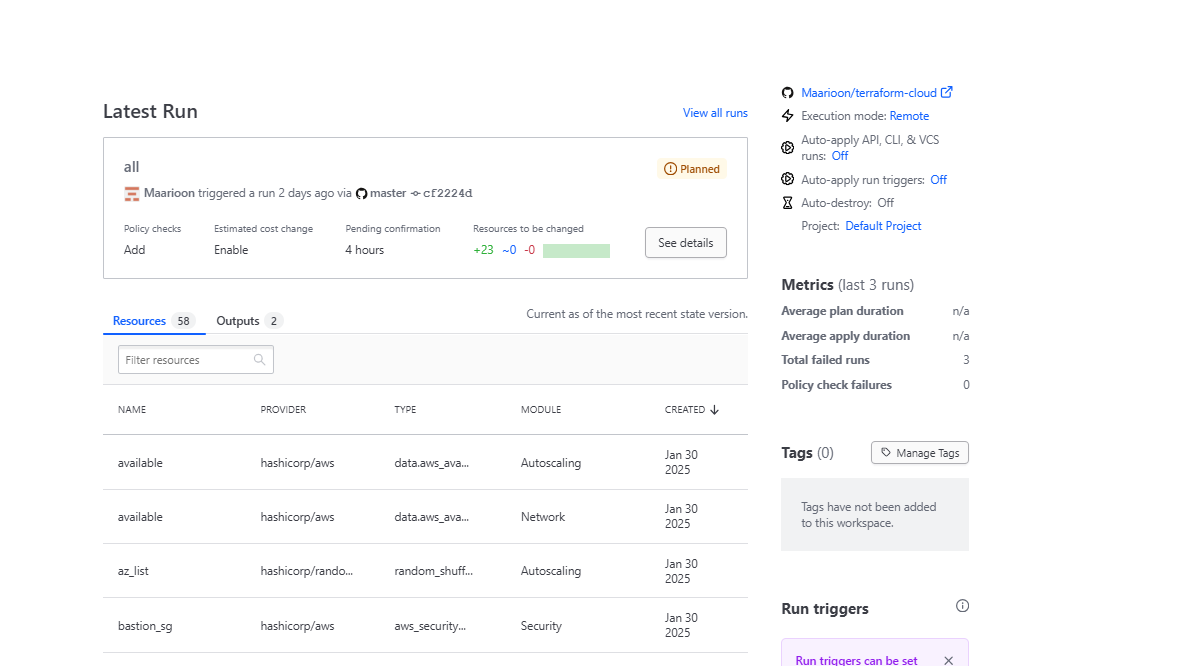 Latest Run
View all runs
all
Planned
Maarioon triggered a run 2 days ago via master cf2224d
Policy checks
Add
Estimated cost change
Enable
Pending confirmation
4 hours
Resources to be changed
+23 ~0 -0
See details
Resources 58
Outputs 2
Current as of the most recent state version.
Filter resources
NAME PROVIDER TYPE MODULE CREATED
available hashicorp/aws data.aws_ava... Autoscaling Jan 30
2025
available hashicorp/aws data.aws_ava... Network Jan 30
2025
az_list hashicorp/rando... random_shuff... Autoscaling Jan 30
2025
bastion_sg hashicorp/aws aws_security... Security Jan 30
2025
Maarioon/terraform-cloud
Execution mode: Remote
Auto-apply API, CLI, & VCS
runs: Off
Auto-apply run triggers: Off
Auto-destroy: Off
Project: Default Project
Metrics (last 3 runs)
Average plan duration n/a
Average apply duration n/a
Total failed runs 3
Policy check failures 0
Tags (0)
Manage Tags
Tags have not been added
to this workspace.
Run triggers
Run triggers can be set